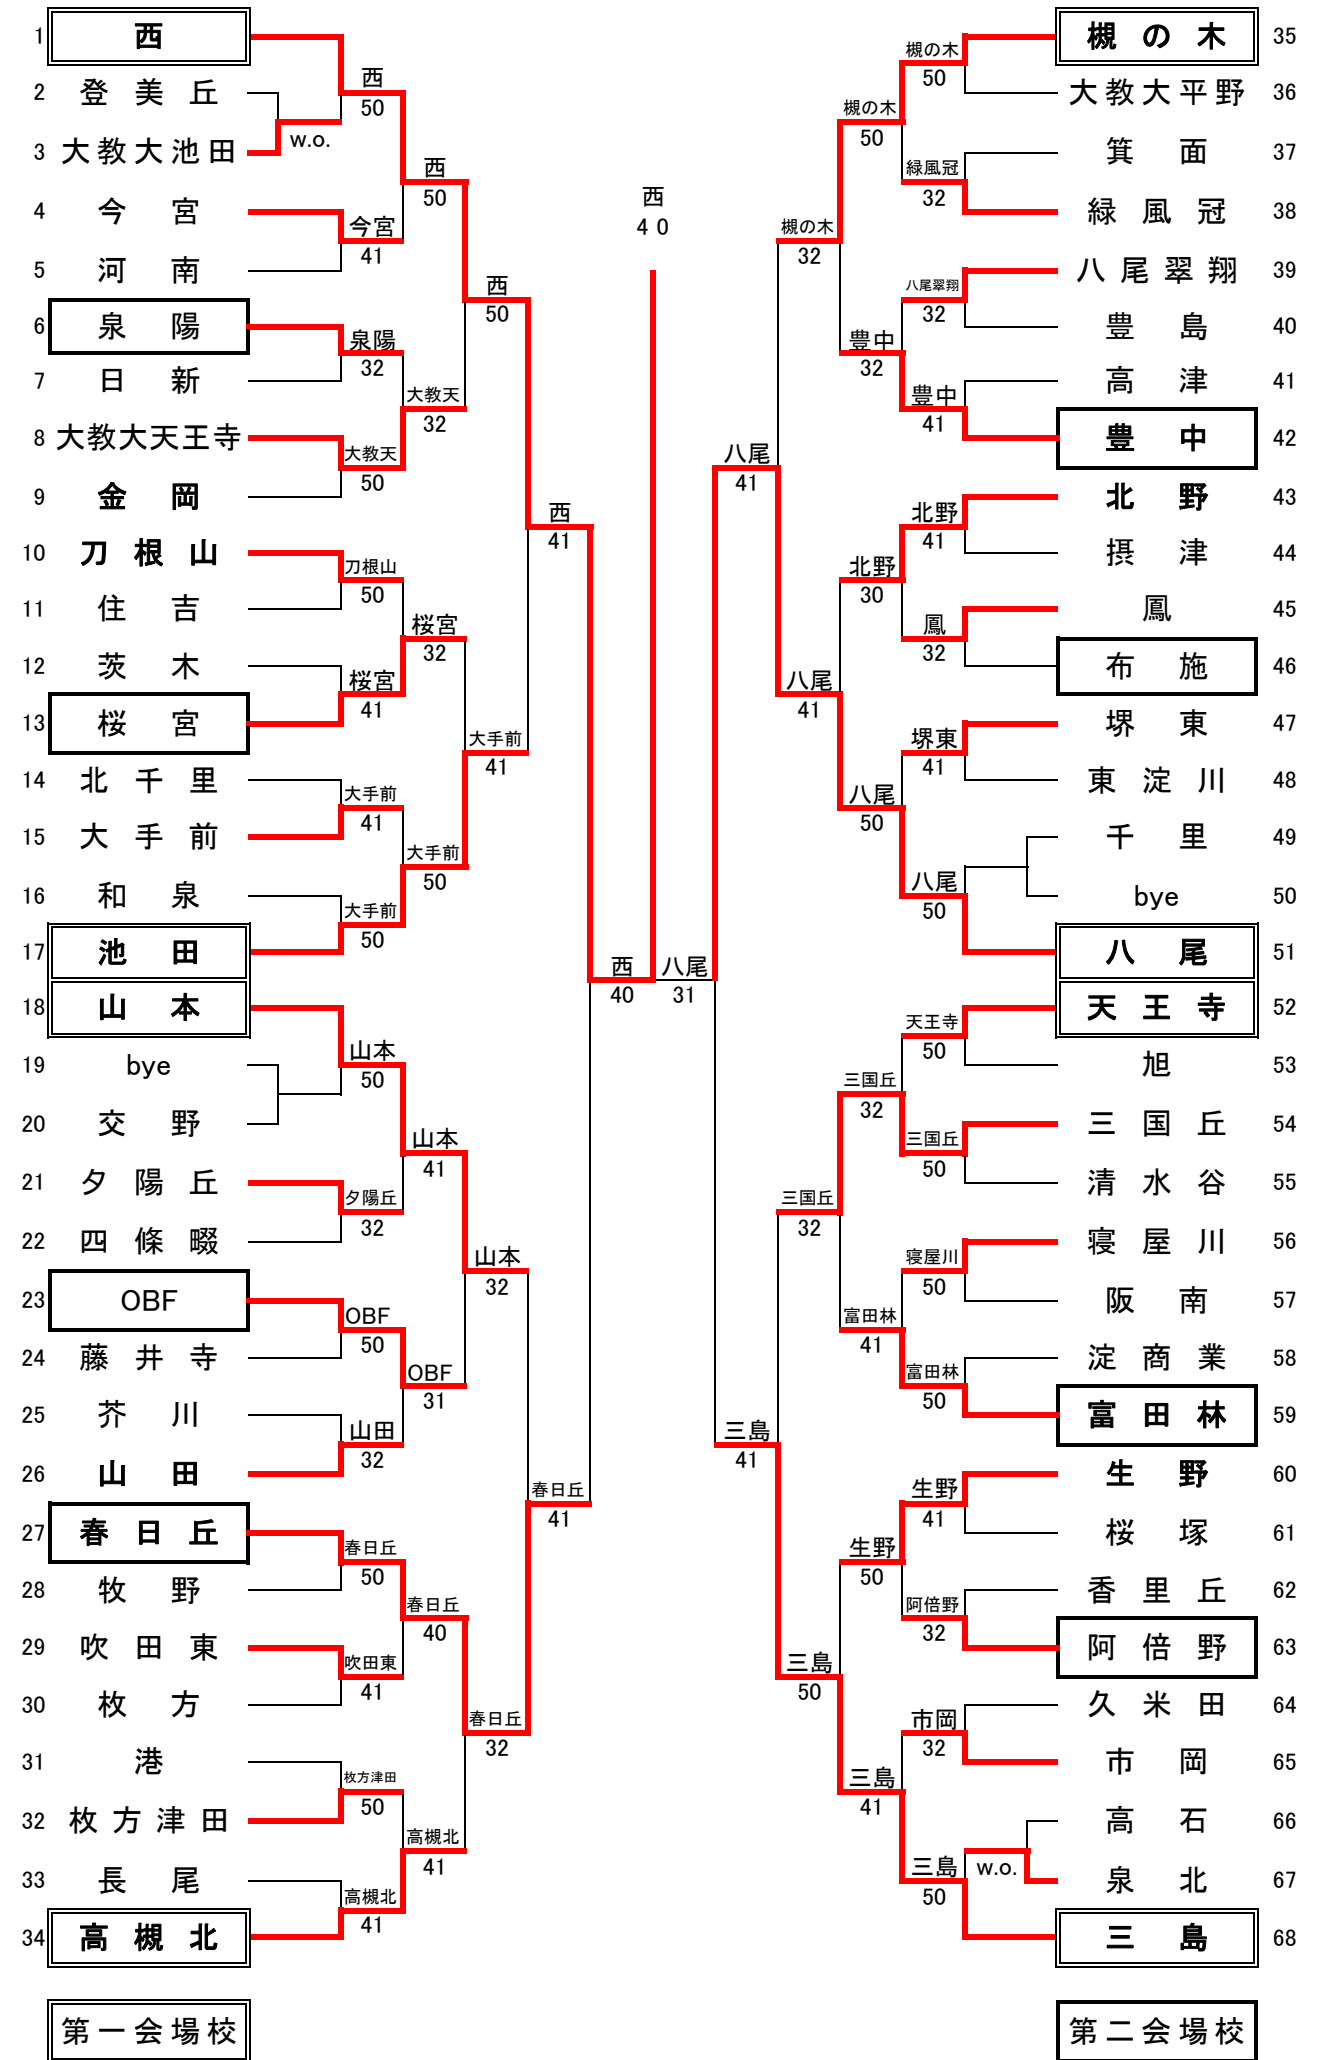 1 西
2 登美丘
3 大教大池田
4 今宮
5 河南
6 泉陽
7 日新
8 大教大天王寺
9 金岡
10 刀根山
11 住吉
12 茨木
13 桜宮
14 北千里
15 大手前
16 和泉
17 池田
18 山本
19 bye
20 交野
21 夕陽丘
22 四條畷
23 OBF
24 藤井寺
25 芥川
26 山田
27 春日丘
28 牧野
29 吹田東
30 枚方
31 港
32 枚方津田
33 長尾
34 高槻北
第一会場校
w.o.
西
50
今宮
41
泉陽
32
大教天
50
刀根山
50
桜宮
41
大手前
41
大手前
50
山本
50
夕陽丘
32
OBF
50
山田
32
春日丘
50
吹田東
41
枚方津田
50
高槻北
41
西
50
大教天
32
桜宮
32
大手前
50
山本
41
OBF
31
春日丘
40
高槻北
41
西
50
大手前
41
山本
32
春日丘
32
西
41
春日丘
41
西
40
西
4 0
八尾
31
八尾
41
三島
41
槻の木
32
八尾
41
三国丘
32
三島
50
槻の木
50
豊中
32
北野
30
八尾
50
三国丘
32
富田林
41
生野
50
三島
41
槻の木
50
緑風冠
32
八尾翠翔
32
豊中
41
北野
41
鳳
32
堺東
41
八尾
50
天王寺
50
三国丘
50
寝屋川
50
富田林
50
生野
41
阿倍野
32
市岡
32
三島
50
w.o.
槻の木 35
大教大平野 36
箕面 37
緑風冠 38
八尾翠翔 39
豊島 40
高津 41
豊中 42
北野 43
摂津 44
鳳 45
布施 46
堺東 47
東淀川 48
千里 49
bye 50
八尾 51
天王寺 52
旭 53
三国丘 54
清水谷 55
寝屋川 56
阪南 57
淀商業 58
富田林 59
生野 60
桜塚 61
香里丘 62
阿倍野 63
久米田 64
市岡 65
高石 66
泉北 67
三島 68
第二会場校